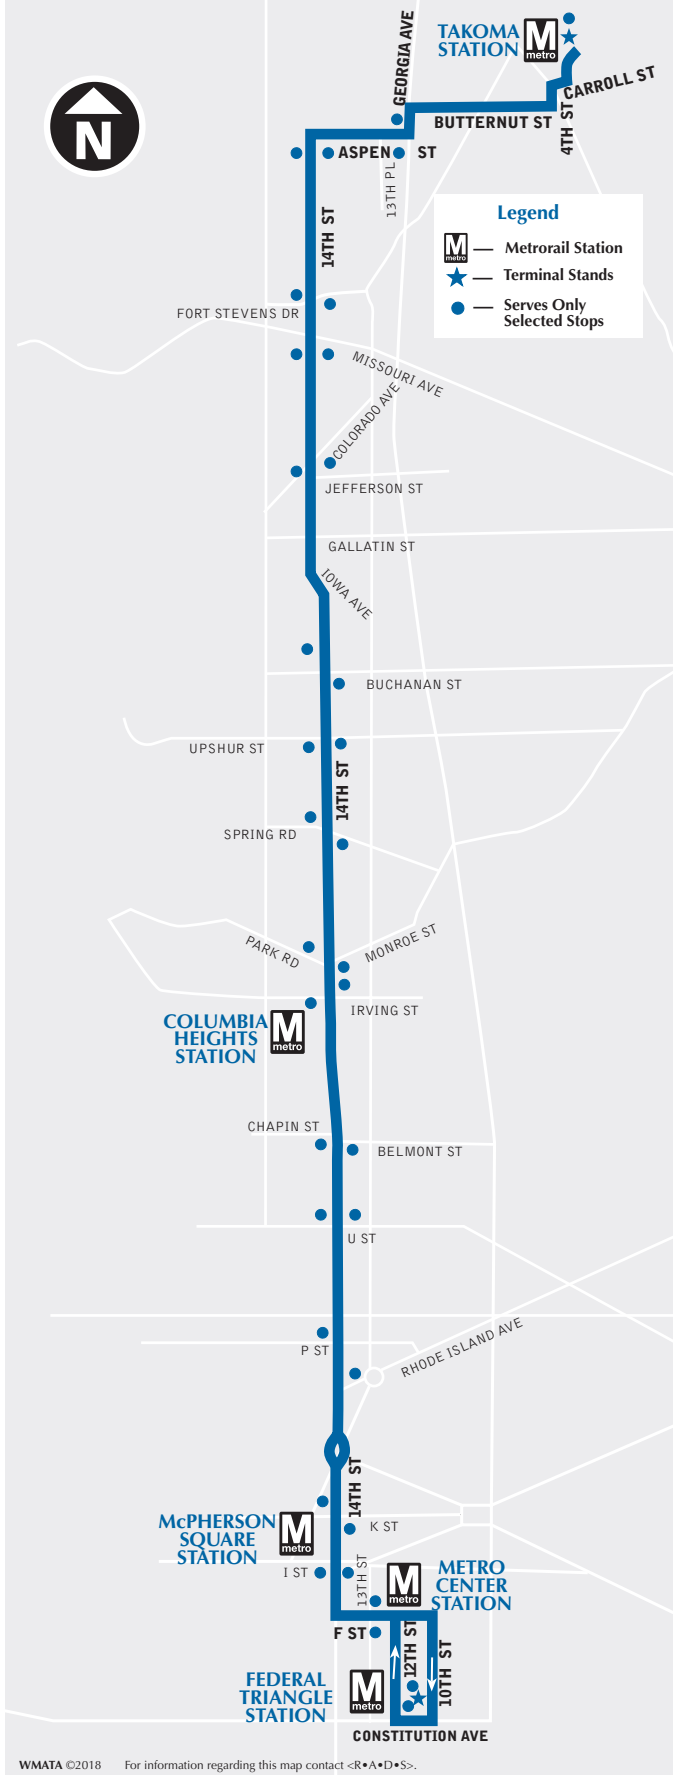 GEORGIA AVE
TAKOMA
STATION
M
metro
CARROLL ST
BUTTERNUT ST
4TH ST
N
ASPEN ST
13TH PL
14TH ST
Legend
M
metro
— Metrorail Station
— Terminal Stands
— Serves Only
Selected Stops
FORT STEVENS DR
MISSOURI AVE
COLORADO AVE
JEFFERSON ST
GALLATIN ST
IOWA AVE
BUCHANAN ST
UPSHUR ST
14TH ST
SPRING RD
PARK RD
MONROE ST
IRVING ST
COLUMBIA
HEIGHTS
STATION
M
metro
CHAPIN ST
BELMONT ST
U ST
P ST
RHODE ISLAND AVE
14TH ST
McPHERSON
SQUARE
STATION
M
metro
K ST
I ST
13TH ST
M
metro
METRO
CENTER
STATION
F ST
12TH ST
10TH ST
FEDERAL
TRIANGLE
STATION
M
metro
CONSTITUTION AVE
WMATA ©2018 For information regarding this map contact <R•A•D•S>.